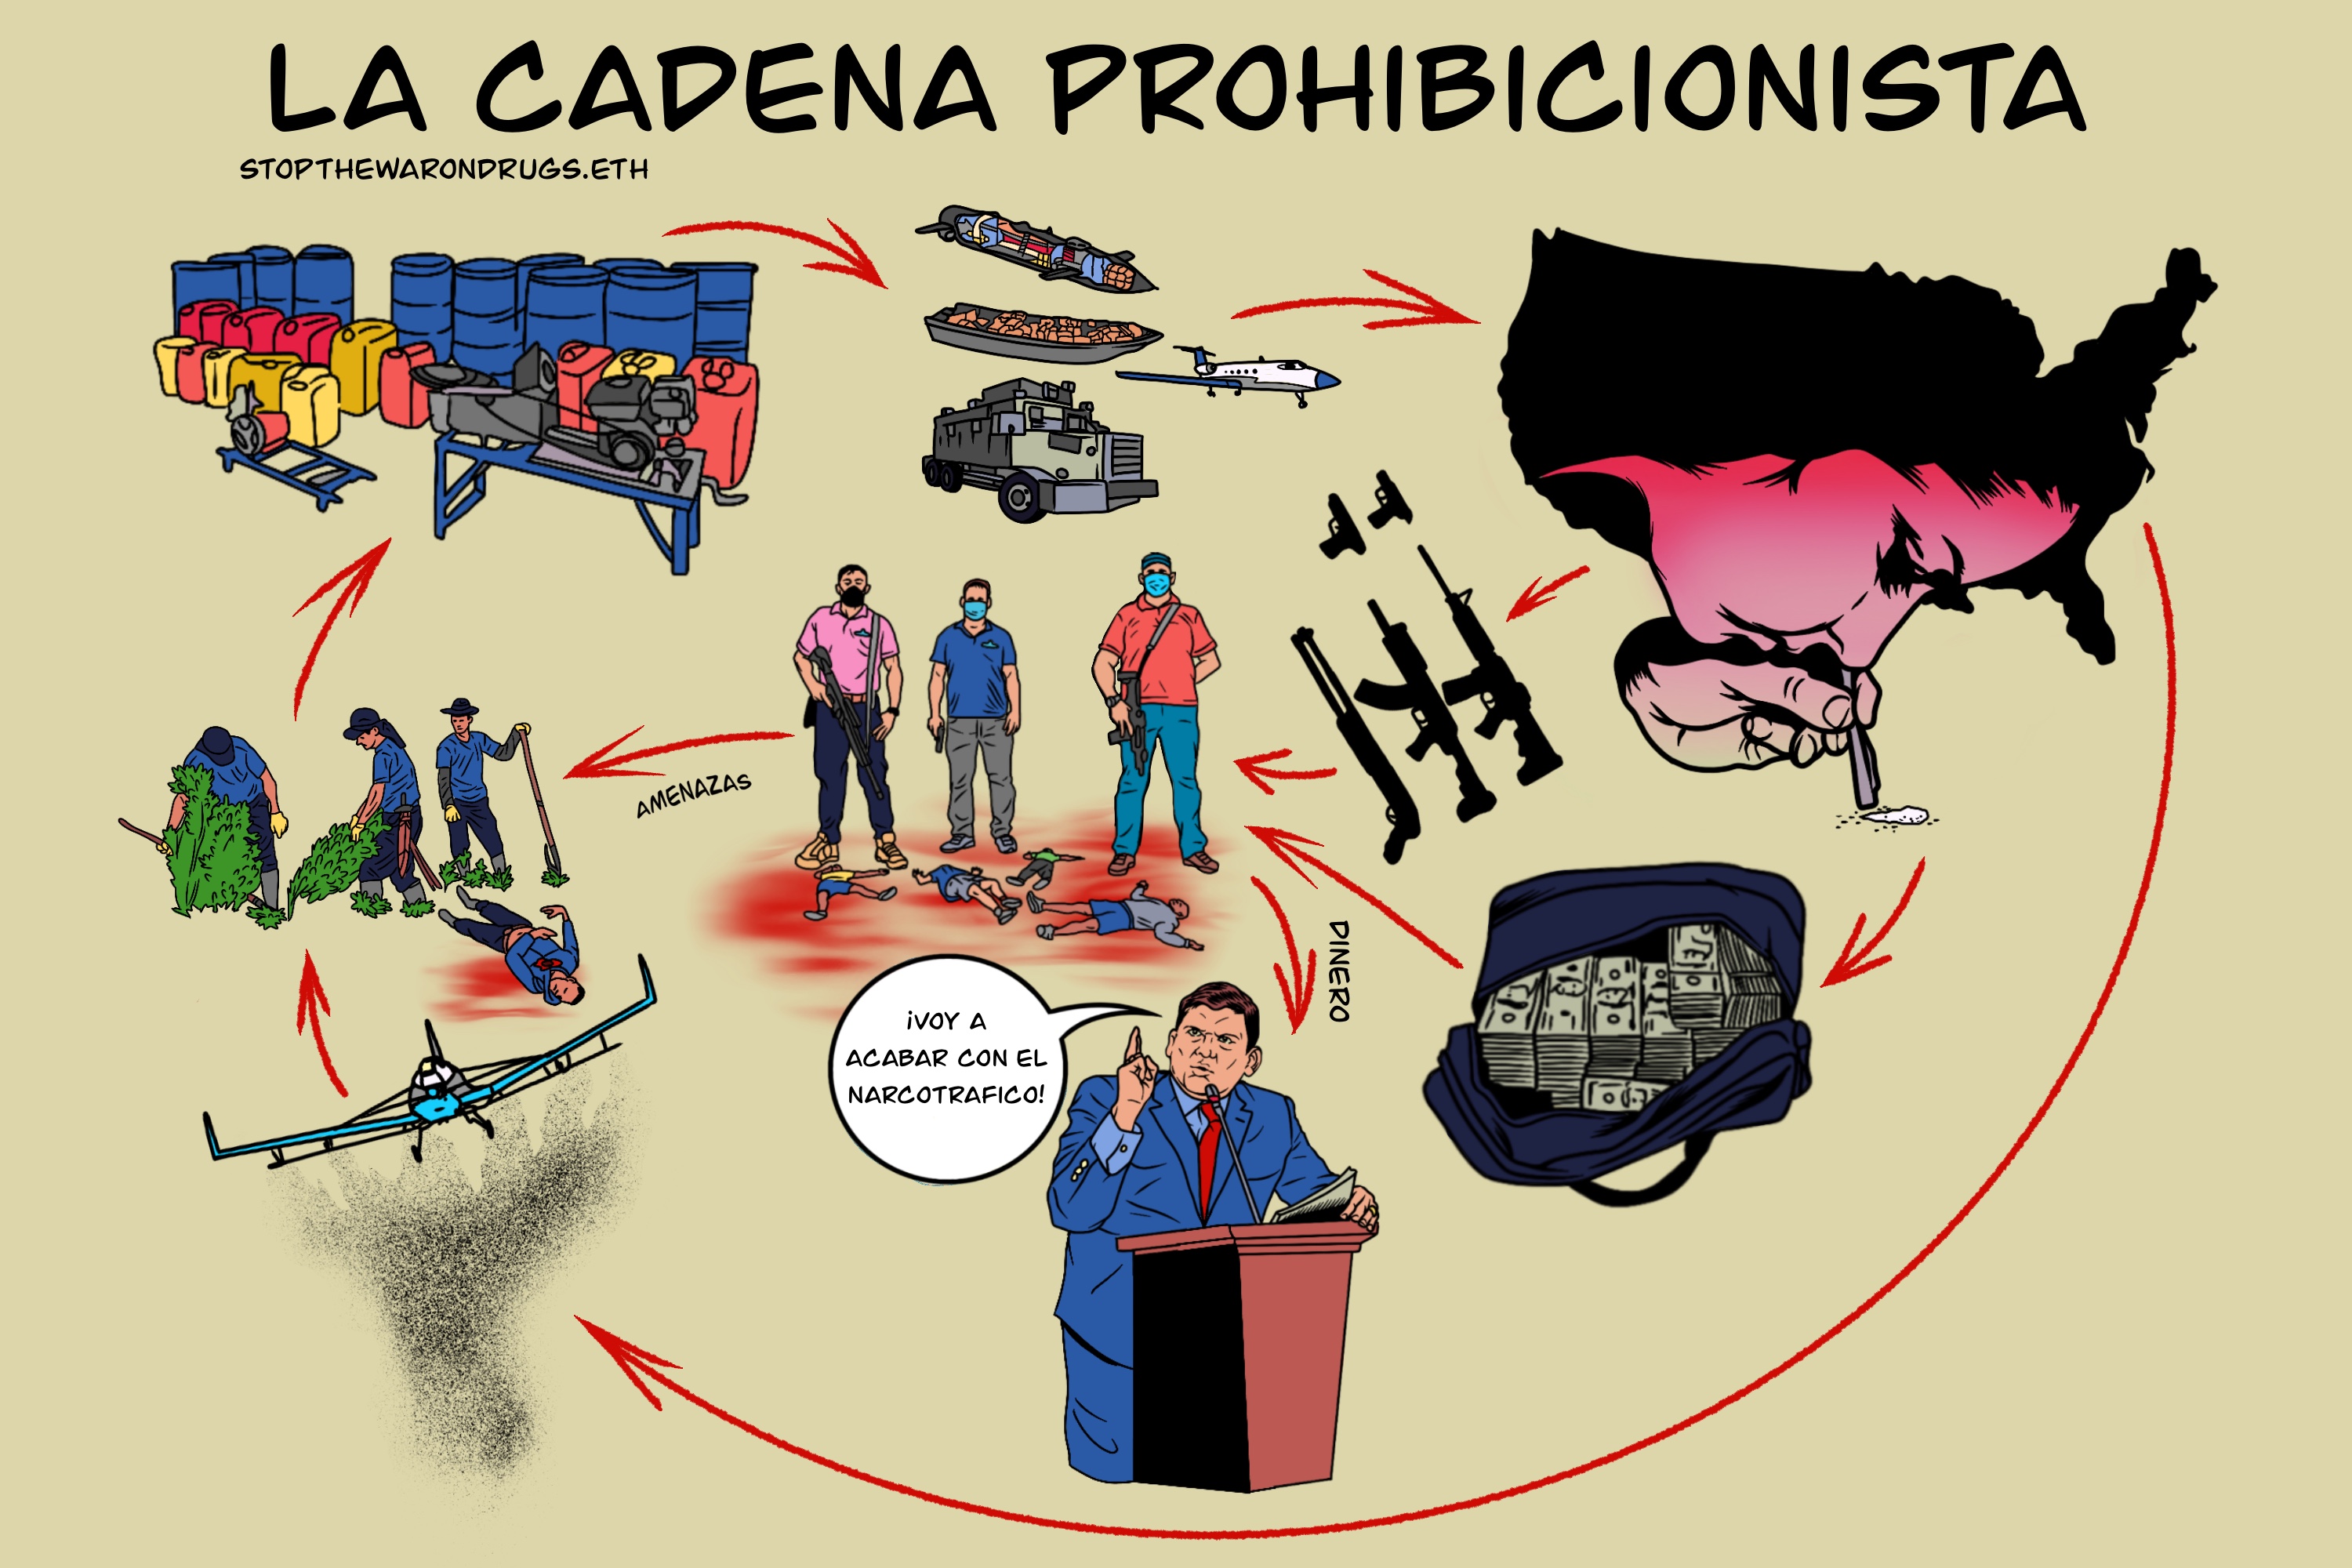 LA CADENA PROHIBICIONISTA
STOPTHEWARONDRUGS.ETH
AMENAZAS
DINERO
¡VOY A
ACABAR CON EL
NARCOTRAFICO!